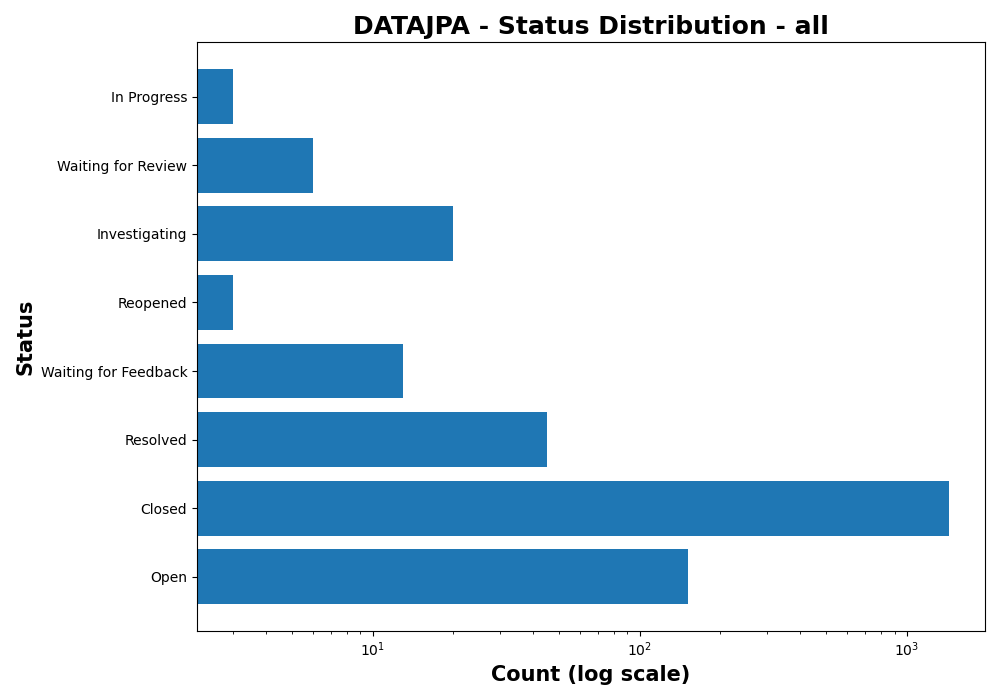 DATAJPA - Status Distribution - all
In Progress
Waiting for Review
Investigating
Reopened
Waiting for Feedback
Resolved
Closed
Open
Status
10¹
10²
10³
Count (log scale)